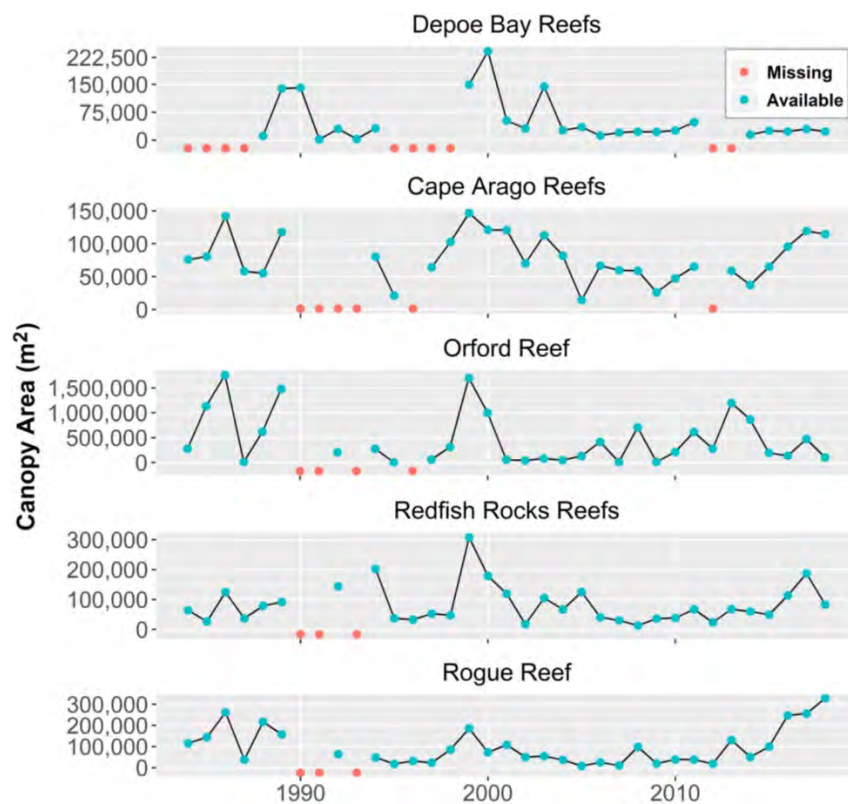 Depoe Bay Reefs
222,500
150,000
75,000
0
Missing
Available
Cape Arago Reefs
150,000
100,000
50,000
0
Orford Reef
1,500,000
1,000,000
500,000
0
Canopy Area (m²)
Redfish Rocks Reefs
300,000
200,000
100,000
0
Rogue Reef
300,000
200,000
100,000
0
1990
2000
2010